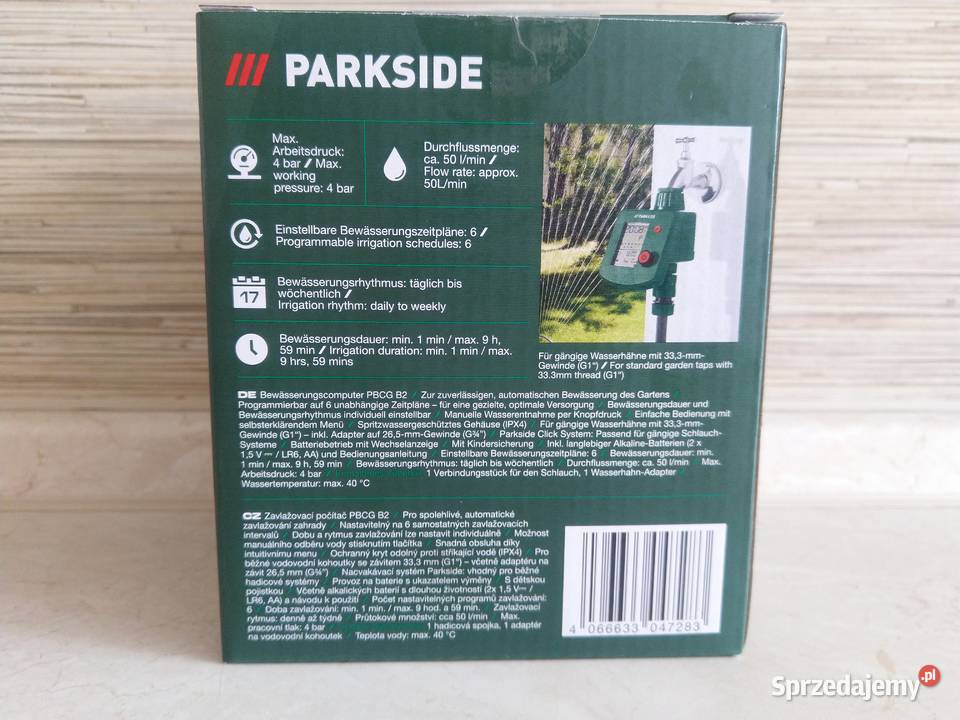 PARKSIDE
Max.
Arbeitsdruck:
4 bar / Max.
working
pressure: 4 bar
Durchflussmenge:
ca. 50 l/min /
Flow rate: approx.
50L/min
Einstellbare Bewässerungszeitpläne: 6 /
Programmable irrigation schedules: 6
17
Bewässerungsrhythmus: täglich bis
wöchentlich /
Irrigation rhythm: daily to weekly
Bewässerungsdauer: min. 1 min / max. 9 h,
59 min / Irrigation duration: min. 1 min / max.
9 hrs, 59 mins
PARKSIDE
Für gängige Wasserhähne mit 33,3-mm-
Gewinde (G1") / For standard garden taps with
33.3mm thread (G1")
DE Bewässerungscomputer PBCG B2 / Zur zuverlässigen, automatischen Bewässerung des Gartens
Programmierbar auf 6 unabhängige Zeitpläne – für eine gezielte, optimale Versorgung / Bewässerungsdauer und
Bewässerungsrhythmus individuell einstellbar / Manuelle Wasserentnahme per Knopfdruck / Einfache Bedienung mit
selbsterklärendem Menü / Spritzwassergeschütztes Gehäuse (IPX4) / Für gängige Wasserhähne mit 33,3-mm-
Gewinde (G1") – inkl. Adapter auf 26,5-mm-Gewinde (G¾") / Parkside Click System: Passend für gängige Schlauch-
Systeme / Batteriebetrieb mit Wechselanzeige / Mit Kindersicherung / Inkl. langlebiger Alkaline-Batterien (2 x
1,5 V / LR6, AA) und Bedienungsanleitung / Einstellbare Bewässerungszeitpläne: 6 / Bewässerungsdauer: min.
1 min / max. 9 h, 59 min / Bewässerungsrhythmus: täglich bis wöchentlich / Durchflussmenge: ca. 50 l/min / Max.
Arbeitsdruck: 4 bar / 1 Verbindungsstück für den Schlauch, 1 Wasserhahn-Adapter /
Wassertemperatur: max. 40 °C
CZ Zavlažovací počítač PBCG B2 / Pro spolehlivé, automatické
zavlažování zahrady / Nastavitelný na 6 samostatných zavlažovacích
intervalů / Dobu a rytmus zavlažování lze nastavit individuálně / Možnost
manuálního odběru vody stisknutím tlačítka / Snadná obsluha díky
intuitivnímu menu / Ochranný kryt odolný proti stříkající vodě (IPX4) / Pro
běžné vodovodní kohoutky se závitem 33,3 mm (G1") – včetně adaptéru na
závit 26,5 mm (G¾") / Nacvakávací systém Parkside: vhodný pro běžné
hadicové systémy / Provoz na baterie s ukazatelem výměny / S dětskou
pojistkou / Včetně alkalických baterií s dlouhou životností (2x 1,5 V /
LR6, AA) a návodu k použití / Počet nastavitelných programů zavlažování:
6 / Doba zavlažování: min. 1 min. / max. 9 hod. a 59 min. / Zavlažovací
rytmus: denně až týdně / Průtokové množství: cca 50 l/min / Max.
pracovní tlak: 4 bar / 1 hadicová spojka, 1 adaptér
na vodovodní kohoutek / Teplota vody: max. 40 °C
4 066633 047283
Sprzedajemy.pl